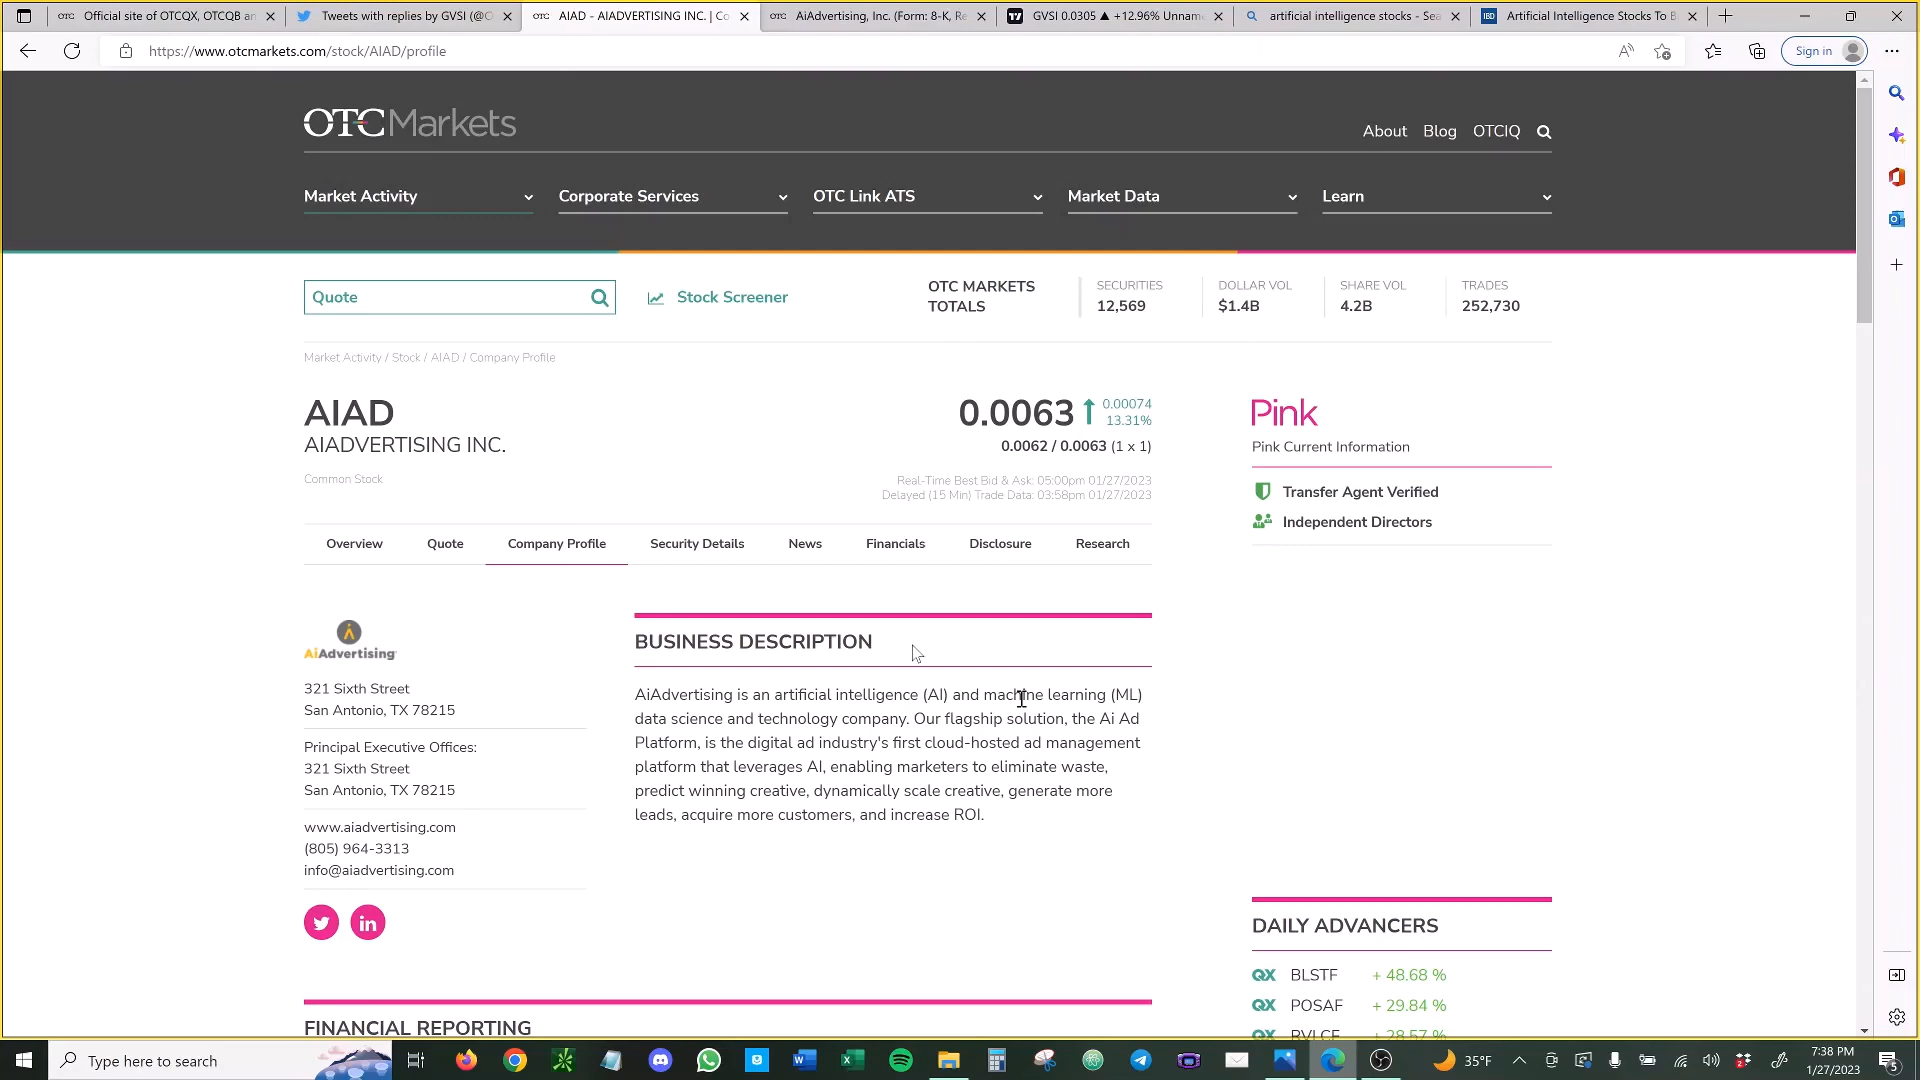 Official site of OTCQX, OTCQB an
Tweets with replies by GVSI (@O
AIAD - AIADVERTISING INC. | Co
AiAdvertising, Inc. (Form: 8-K, Re
GVSI 0.0305 ▲ +12.96% Unnam
artificial intelligence stocks - Sea
Artificial Intelligence Stocks To B
https://www.otcmarkets.com/stock/AIAD/profile
Sign in
OTCMarkets
About Blog OTCIQ
Market Activity Corporate Services OTC Link ATS Market Data Learn
Quote
Stock Screener
OTC MARKETS
TOTALS
SECURITIES
12,569
DOLLAR VOL
$1.4B
SHARE VOL
4.2B
TRADES
252,730
Market Activity / Stock / AIAD / Company Profile
AIAD
AIADVERTISING INC.
Common Stock
0.0063
0.00074
13.31%
0.0062 / 0.0063 (1 x 1)
Real-Time Best Bid & Ask: 05:00pm 01/27/2023
Delayed (15 Min) Trade Data: 03:58pm 01/27/2023
Pink
Pink Current Information
Transfer Agent Verified
Independent Directors
Overview Quote Company Profile Security Details News Financials Disclosure Research
AiAdvertising
321 Sixth Street
San Antonio, TX 78215
Principal Executive Offices:
321 Sixth Street
San Antonio, TX 78215
www.aiadvertising.com
(805) 964-3313
info@aiadvertising.com
BUSINESS DESCRIPTION
AiAdvertising is an artificial intelligence (AI) and machine learning (ML)
data science and technology company. Our flagship solution, the Ai Ad
Platform, is the digital ad industry's first cloud-hosted ad management
platform that leverages AI, enabling marketers to eliminate waste,
predict winning creative, dynamically scale creative, generate more
leads, acquire more customers, and increase ROI.
FINANCIAL REPORTING
DAILY ADVANCERS
QX BLSTF + 48.68 %
QX POSAF + 29.84 %
QX RVLCF + 28.57 %
Type here to search
35°F
7:38 PM
1/27/2023
5